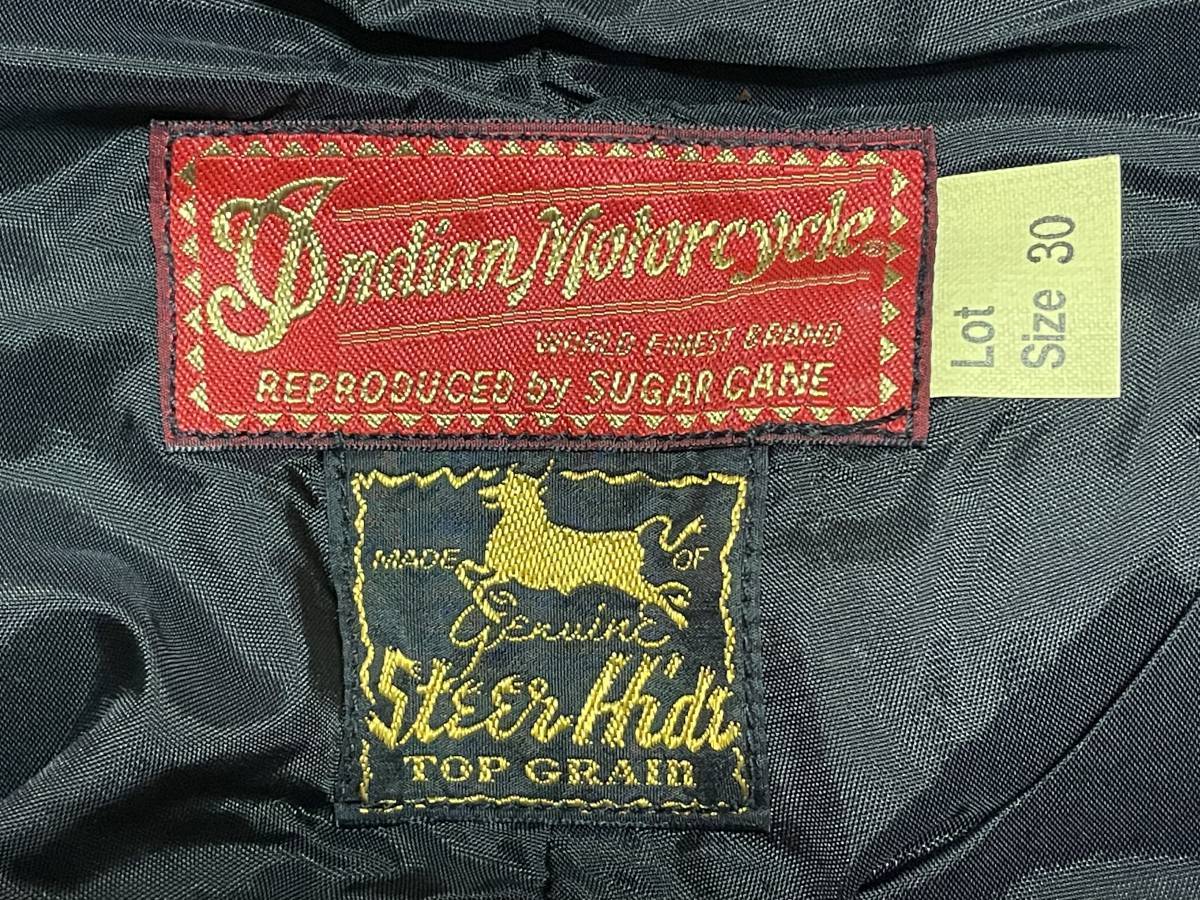 Indian Motorcycle®
WORLD FINEST BRAND
REPRODUCED by SUGAR CANE
Lot
Size 30
MADE OF
Genuine
Steer Hide
TOP GRAIN